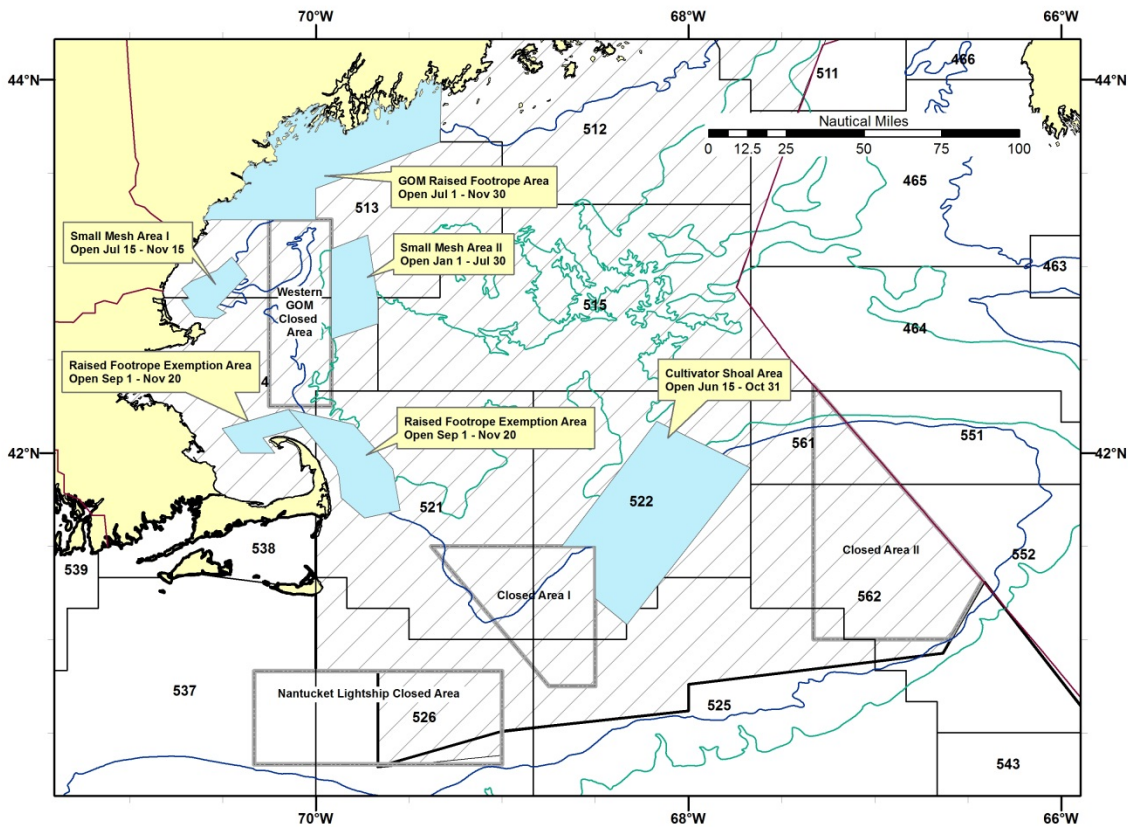 70°W 68°W 66°W
44°N 44°N
466
511
Nautical Miles
0 12.5 25 50 75 100
512
465
GOM Raised Footrope Area
Open Jul 1 - Nov 30
513
Small Mesh Area I
Open Jul 15 - Nov 15
Small Mesh Area II
Open Jan 1 - Jul 30
463
Western
GOM
Closed
Area
515
464
Raised Footrope Exemption Area
Open Sep 1 - Nov 20
Cultivator Shoal Area
Open Jun 15 - Oct 31
Raised Footrope Exemption Area
Open Sep 1 - Nov 20
561
551
42°N 42°N
521
522
538
539
Closed Area II
552
Closed Area I
562
537
Nantucket Lightship Closed Area
526
525
543
70°W 68°W 66°W